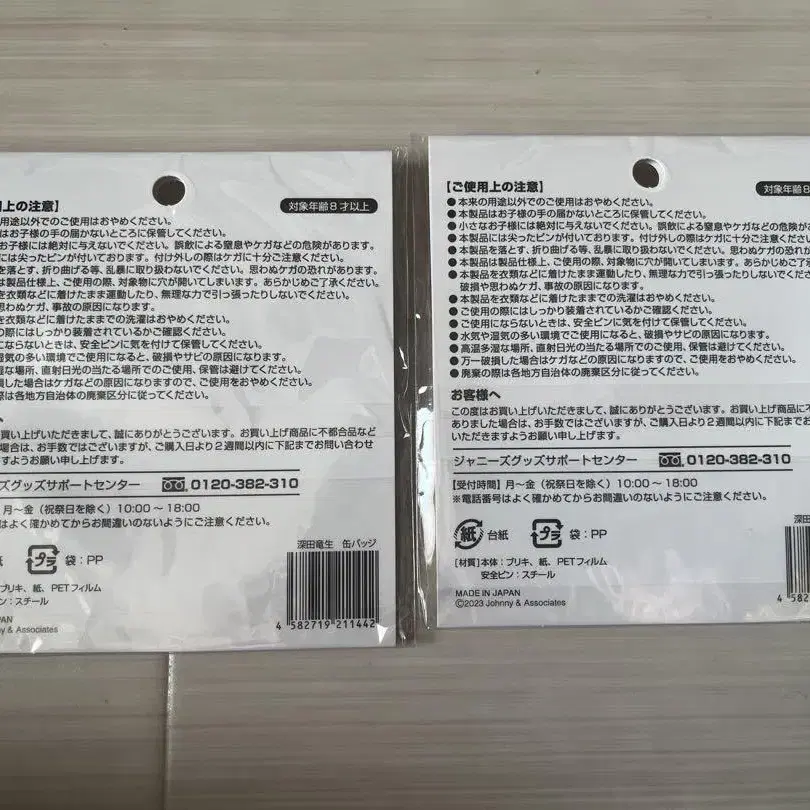 用上の注意】
対象年齢8才以上
用途以外でのご使用はおやめください。
お子様の手の届かないところに保管してください。
お子様には絶対に与えないでください。誤飲による窒息やケガなどの危険があります。
には尖ったピンが付いております。付け外しの際はケガに十分ご注意ください。
を落とす、折り曲げる等、乱暴に取り扱わないでください。思わぬケガの恐れがあります。
は製品仕様上、ご使用の際、対象物に穴が開いてしまいます。あらかじめご了承ください。
を衣類などに着けたまま運動したり、無理な力で引っ張ったりしないでください。
思わぬケガ、事故の原因になります。
を衣類などに着けたままでの洗濯はおやめください。
の際にはしっかり装着されているかご確認ください。
にならないときは、安全ピンに気を付けて保管してください。
湿気の多い環境でご使用になると、破損やサビの原因になります。
湿な場所、直射日光の当たる場所でのご使用、保管は避けてください。
損した場合はケガなどの原因になりますので、ご使用をおやめください。
際は各地方自治体の廃棄区分に従ってください。
へ
お買い上げいただきまして、誠にありがとうございます。お買い上げ商品に不都合品など
場合は、お手数ではございますが、ご購入日より2週間以内に下記までお問い合わせ
ますようお願い申し上げます。
ズグッズサポートセンター 0120-382-310
月〜金（祝祭日を除く）10:00〜18:00
はよく確かめてからお間違いのないようにご注意ください。
紙 プラ 袋：PP
深田竜生 缶バッジ
ブリキ、紙、PETフィルム
ピン：スチール
PAN
y & Associates
4 582719 211442
【ご使用上の注意】
対象年齢8
●本来の用途以外でのご使用はおやめください。
●本製品はお子様の手の届かないところに保管してください。
●小さなお子様には絶対に与えないでください。誤飲による窒息やケガなどの危
●本製品には尖ったピンが付いております。付け外しの際はケガに十分ご注意くださ
●本製品を落とす、折り曲げる等、乱暴に取り扱わないでください。思わぬケガの恐れ
●本製品は製品仕様上、ご使用の際、対象物に穴が開いてしまいます。あらかじめご了承
●本製品を衣類などに着けたまま運動したり、無理な力で引っ張ったりしないでくだ
破損や思わぬケガ、事故の原因になります。
●本製品を衣類などに着けたままでの洗濯はおやめください。
●ご使用の際にはしっかり装着されているかご確認ください。
●ご使用にならないときは、安全ピンに気を付けて保管してください。
●水気や湿気の多い環境でご使用になると、破損やサビの原因になります。
●高温多湿な場所、直射日光の当たる場所でのご使用、保管は避けてください。
●万一破損した場合はケガなどの原因になりますので、ご使用をおやめください。
●廃棄の際は各地方自治体の廃棄区分に従ってください。
お客様へ
この度はお買い上げいただきまして、誠にありがとうございます。お買い上げ商品に不都
ありました場合は、お手数ではございますが、ご購入日より2週間以内に下記までお
いただきますようお願い申し上げます。
ジャニーズグッズサポートセンター 0120-382-310
【受付時間】月〜金（祝祭日を除く）10:00〜18:00
※電話番号はよく確かめてからお間違いのないようにご注意ください。
紙 台紙 プラ 袋：PP
深田
[材質]本体：ブリキ、紙、PETフィルム
安全ピン：スチール
MADE IN JAPAN
©2023 Johnny & Associates
4 582